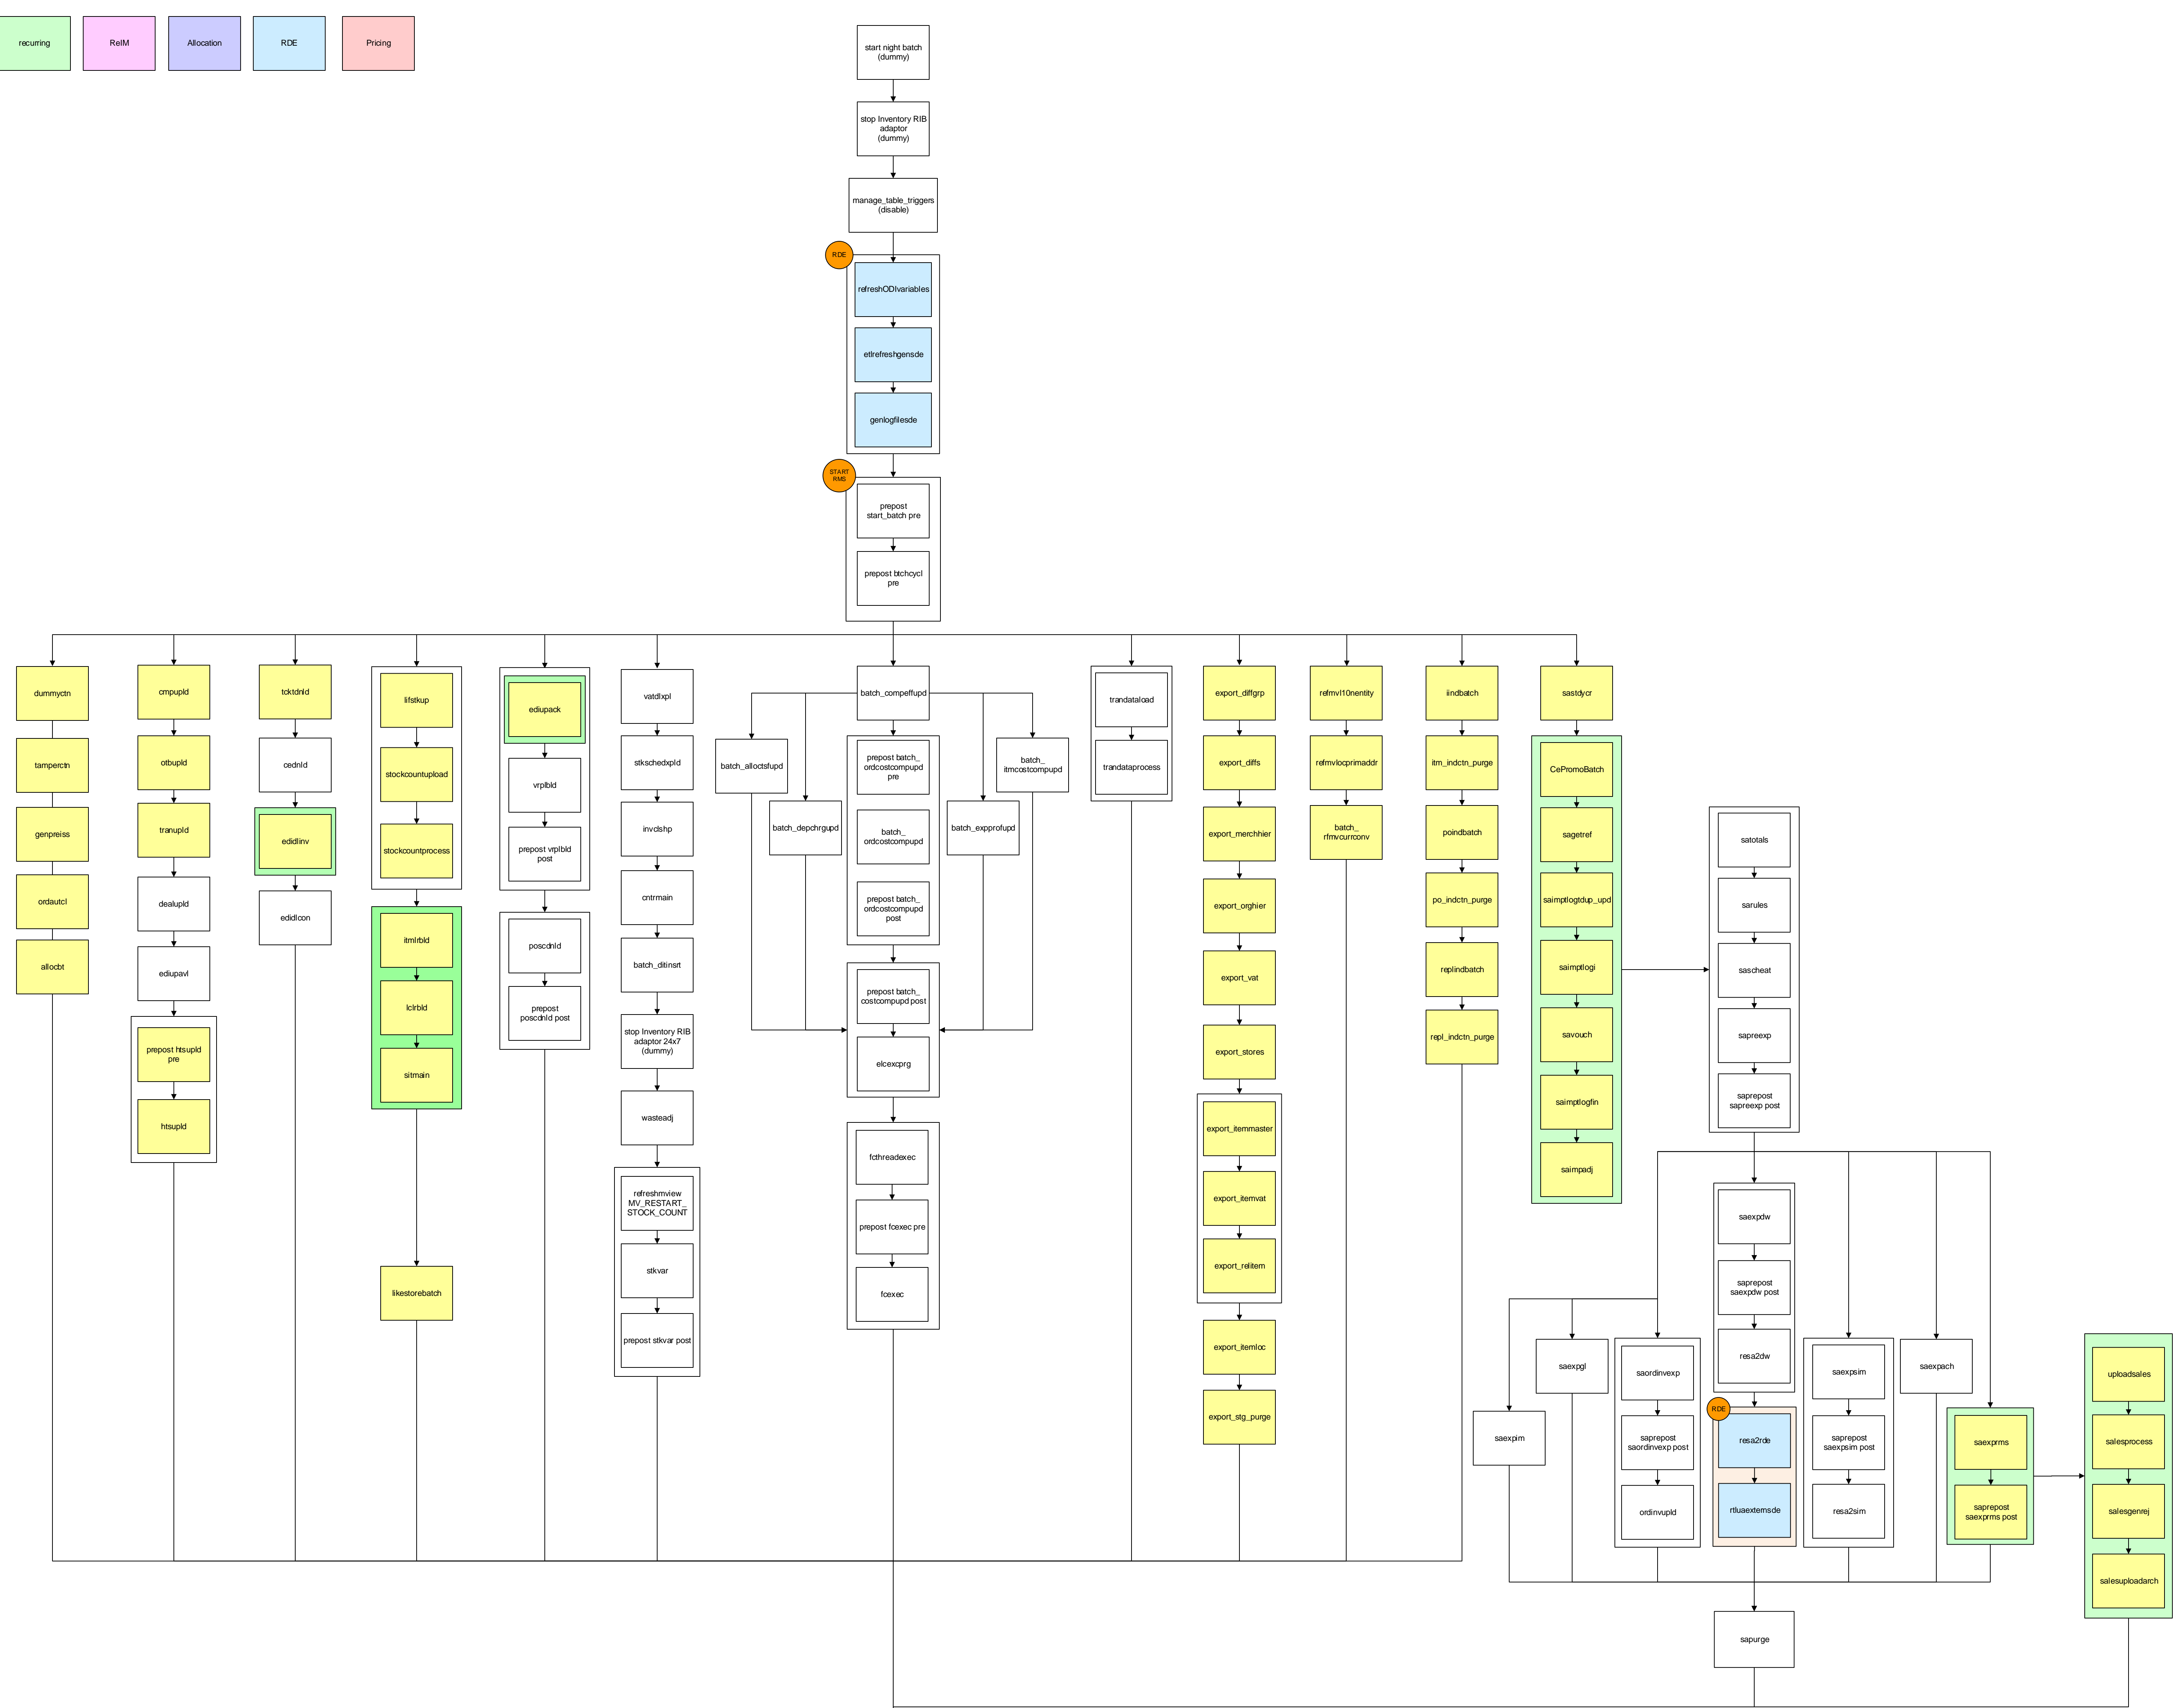 recurring
ReIM
Allocation
RDE
Pricing
start night batch
(dummy)
stop Inventory RIB
adaptor
(dummy)
manage_table_triggers
(disable)
RDE
refreshODIvariables
etlrefreshgensde
genlogfilesde
START
RMS
prepost
start_batch pre
prepost btchcycl
pre
dummyctn
tamperctn
genpreiss
ordautcl
allocbt
cmpupld
otbupld
tranupld
dealupld
ediupavl
prepost htsupld
pre
htsupld
tcktdnld
cednld
edidlinv
edidlcon
lifstkup
stockcountupload
stockcountprocess
itmlrbld
lclrbld
sitmain
likestorebatch
ediupack
vrplbld
prepost vrplbld
post
poscdnld
prepost
poscdnld post
vatdlxpl
stkschedxpld
invclshp
cntrmain
batch_ditinsrt
stop Inventory RIB
adaptor 24x7
(dummy)
wasteadj
refreshmview
MV_RESTART_
STOCK_COUNT
stkvar
prepost stkvar post
batch_compeffupd
batch_alloctsfupd
batch_depchrgupd
prepost batch_
ordcostcompupd
pre
batch_
ordcostcompupd
prepost batch_
ordcostcompupd
post
batch_expprofupd
batch_
itmcostcompupd
prepost batch_
costcompupd post
elcexcprg
fcthreadexec
prepost fcexec pre
fcexec
trandataload
trandataprocess
export_diffgrp
export_diffs
export_merchhier
export_orghier
export_vat
export_stores
export_itemmaster
export_itemvat
export_relitem
export_itemloc
export_stg_purge
refmvl10nentity
refmvlocprimaddr
batch_
rfmvcurrconv
iindbatch
itm_indctn_purge
poindbatch
po_indctn_purge
replindbatch
repl_indctn_purge
sastdycr
CePromoBatch
sagetref
saimptlogtdup_upd
saimptlogi
savouch
saimptlogfin
saimpadj
satotals
sarules
sascheat
sapreexp
saprepost
sapreexp post
saexpim
saexpgl
saordinvexp
saprepost
saordinvexp post
ordinvupld
saexpdw
saprepost
saexpdw post
resa2dw
RDE
resa2rde
rtluaextemsde
saexpsim
saprepost
saexpsim post
resa2sim
saexpach
saexprms
saprepost
saexprms post
uploadsales
salesprocess
salesgenrej
salesuploadarch
sapurge